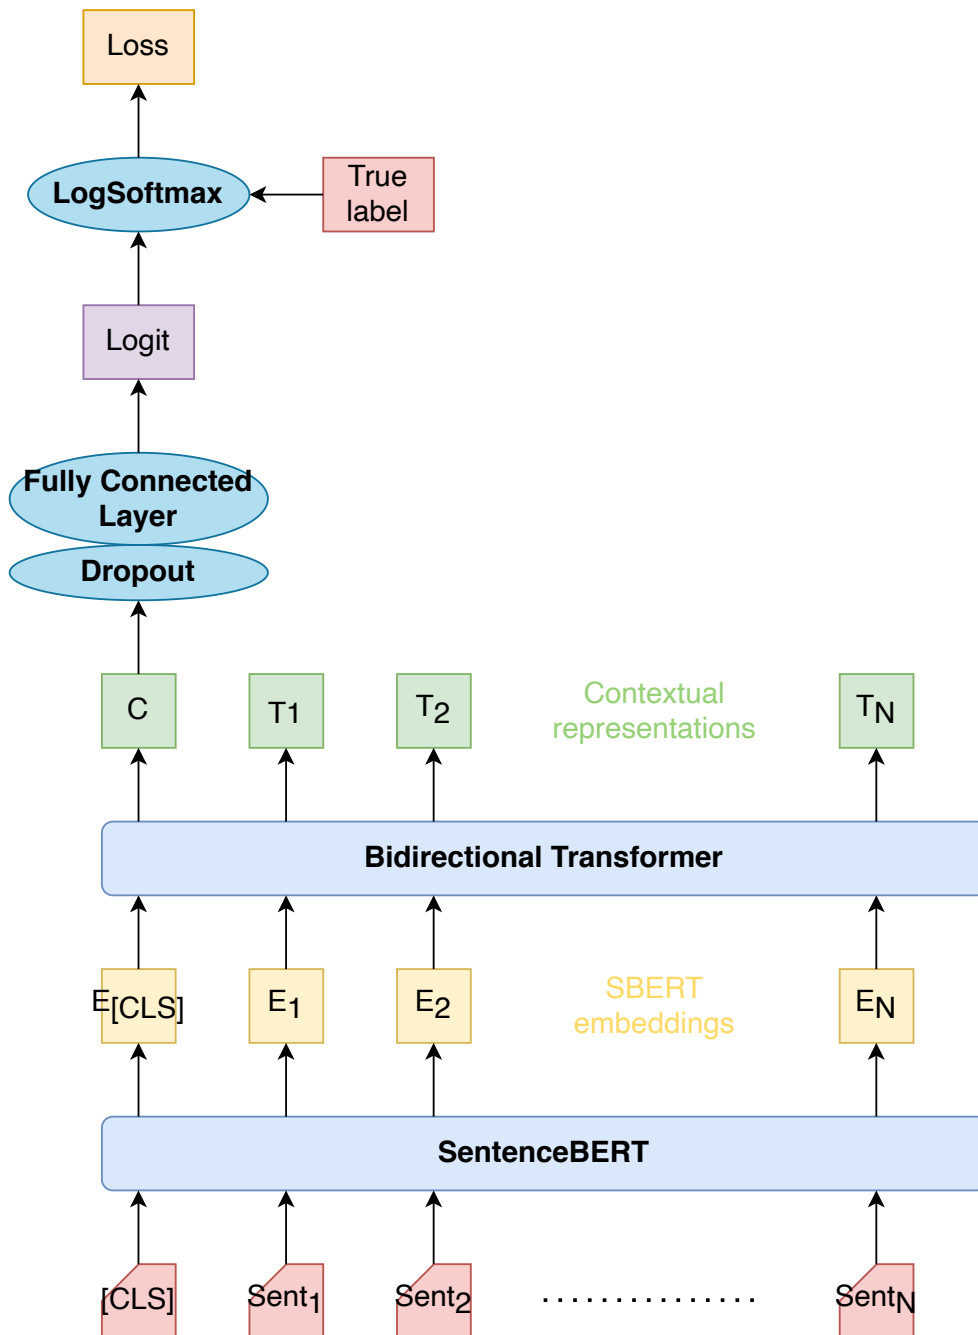 Loss
LogSoftmax
True
label
Logit
Fully Connected
Layer
Dropout
C
T1
T2
Contextual
representations
TN
Bidirectional Transformer
E[CLS]
E1
E2
SBERT
embeddings
EN
SentenceBERT
[CLS]
Sent1
Sent2
................
SentN